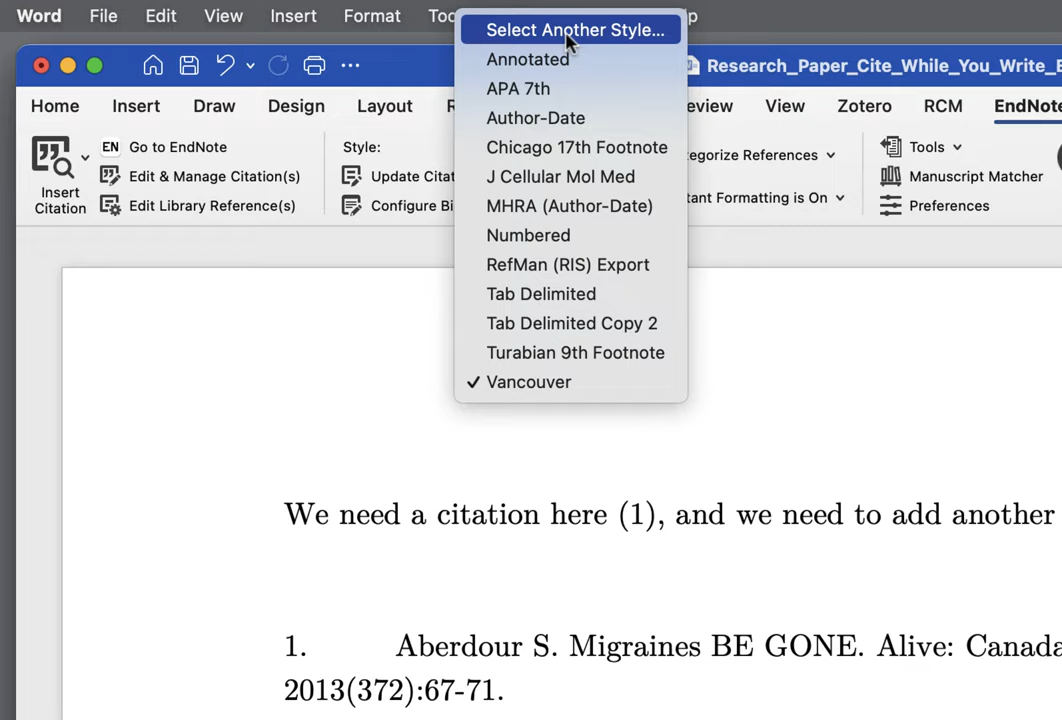 Word File Edit View Insert Format
Select Another Style...
Annotated
APA 7th
Author-Date
Chicago 17th Footnote
J Cellular Mol Med
MHRA (Author-Date)
Numbered
RefMan (RIS) Export
Tab Delimited
Tab Delimited Copy 2
Turabian 9th Footnote
✓ Vancouver
Research_Paper_Cite_While_You_Write_E
Home Insert Draw Design Layout View Zotero RCM EndNote
Insert
Citation
EN Go to EndNote
Edit & Manage Citation(s)
Edit Library Reference(s)
Style:
Update Citat
Configure Bi
tegorize References
tant Formatting is On
Tools
Manuscript Matcher
Preferences
We need a citation here (1), and we need to add another
1. Aberdour S. Migraines BE GONE. Alive: Canada
2013(372):67-71.